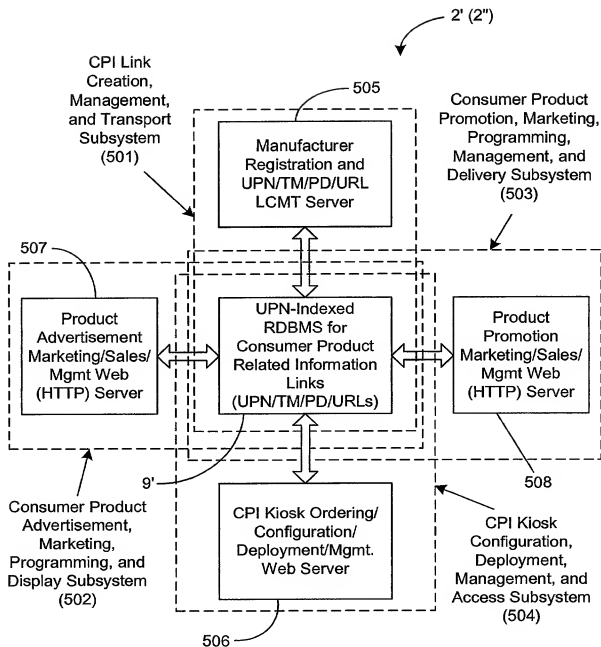 2' (2")
CPI Link
Creation,
Management,
and Transport
Subsystem
(501)
505
Consumer Product
Promotion, Marketing,
Programming,
Management, and
Delivery Subsystem
(503)
Manufacturer
Registration and
UPN/TM/PD/URL
LCMT Server
507
Product
Advertisement
Marketing/Sales/
Mgmt Web
(HTTP) Server
UPN-Indexed
RDBMS for
Consumer Product
Related Information
Links
(UPN/TM/PD/URLs)
Product
Promotion
Marketing/Sales/
Mgmt Web
(HTTP) Server
9'
508
Consumer Product
Advertisement,
Marketing,
Programming, and
Display Subsystem
(502)
CPI Kiosk Ordering/
Configuration/
Deployment/Mgmt.
Web Server
CPI Kiosk
Configuration,
Deployment,
Management, and
Access Subsystem
(504)
506